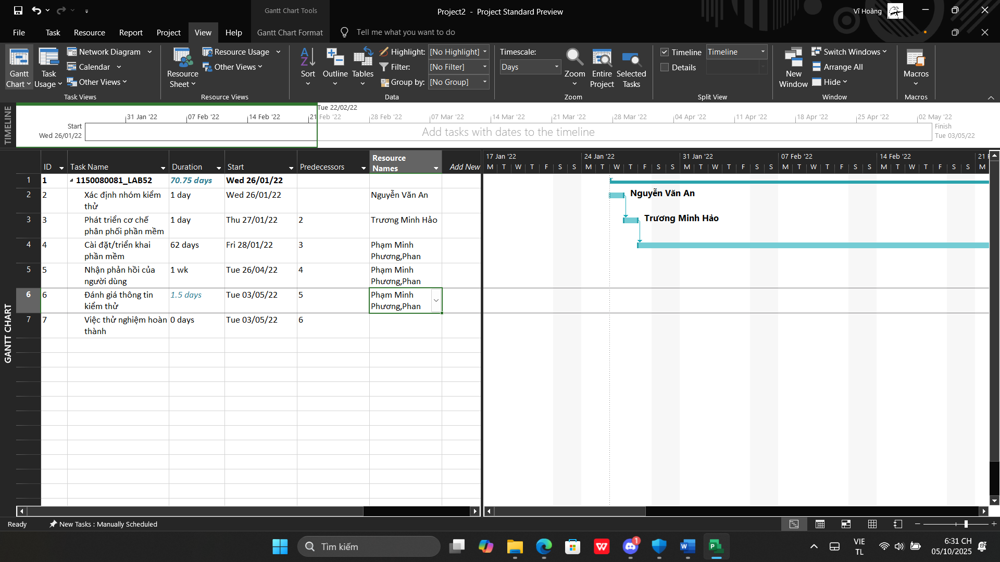 Gantt Chart Tools
Project2 - Project Standard Preview
Vĩ Hoàng
File Task Resource Report Project View Help Gantt Chart Format Tell me what you want to do
Gantt Chart
Task Usage
Network Diagram
Calendar
Other Views
Task Views
Resource Sheet
Resource Usage
Other Views
Resource Views
Sort
Outline
Tables
Highlight: [No Highlight]
Filter: [No Filter]
Group by: [No Group]
Data
Timescale:
Days
Zoom
Entire Project
Selected Tasks
Zoom
Timeline Timeline
Details
Split View
New Window
Switch Windows
Arrange All
Hide
Window
Macros
Macros
TIMELINE
Tue 22/02/22
31 Jan '22 07 Feb '22 14 Feb '22 21 Feb '22 28 Feb '22 07 Mar '22 14 Mar '22 21 Mar '22 28 Mar '22 04 Apr '22 11 Apr '22 18 Apr '22 25 Apr '22 02 May '22
Start
Wed 26/01/22
Add tasks with dates to the timeline
Finish
Tue 03/05/22
GANTT CHART
ID Task Name Duration Start Predecessors Resource Names Add New
1 1 1150080081_LAB52 70.75 days Wed 26/01/22
2 2 Xác định nhóm kiểm thử 1 day Wed 26/01/22 Nguyễn Văn An
3 3 Phát triển cơ chế phân phối phần mềm 1 day Thu 27/01/22 2 Trương Minh Hảo
4 4 Cài đặt/triển khai phần mềm 62 days Fri 28/01/22 3 Phạm Minh Phương,Phan
5 5 Nhận phản hồi của người dùng 1 wk Tue 26/04/22 4 Phạm Minh Phương,Phan
6 6 Đánh giá thông tin kiểm thử 1.5 days Tue 03/05/22 5 Phạm Minh Phương,Phan
7 7 Việc thử nghiệm hoàn thành 0 days Tue 03/05/22 6
17 Jan '22 24 Jan '22 31 Jan '22 07 Feb '22 14 Feb '22 21 F
M T W T F S S M T W T F S S M T W T F S S M T W T F S S M T W T F S S M
Nguyễn Văn An
Trương Minh Hảo
Ready New Tasks : Manually Scheduled
Tìm kiếm
1
VIE
TL
6:31 CH
05/10/2025